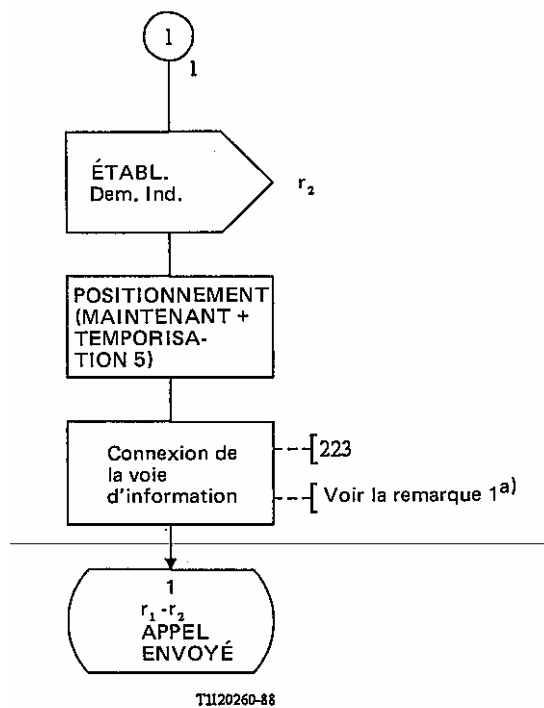 1
1
ÉTABL.
Dem. Ind.
r₂
POSITIONNEMENT
(MAINTENANT +
TEMPORISA-
TION 5)
Connexion de
la voie
d'information
223
Voir la remarque 1a)
1
r₁-r₂
APPEL
ENVOYÉ
T1120260-88